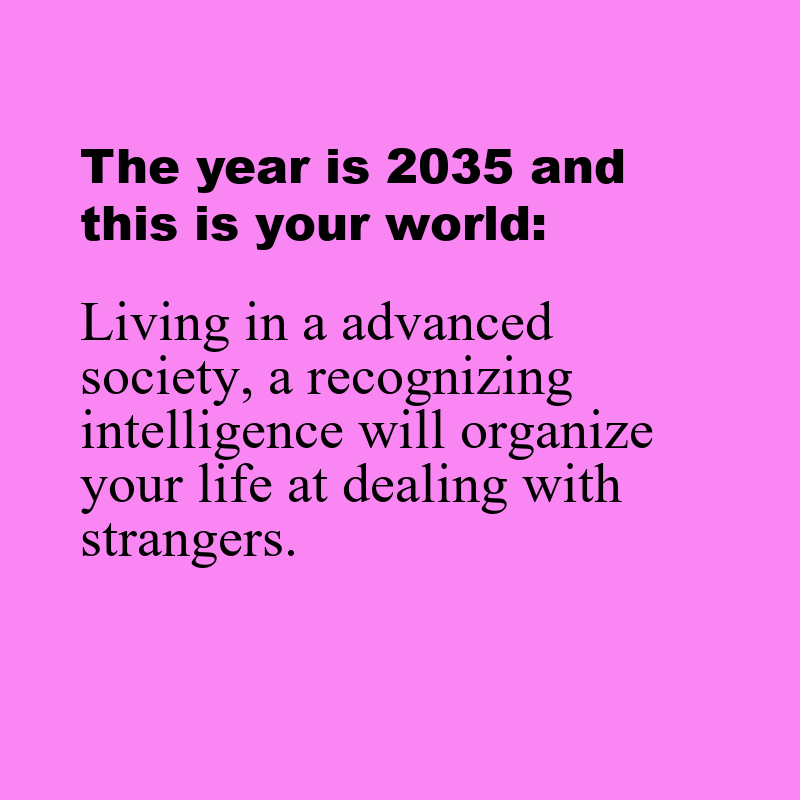 The year is 2035 and
this is your world:
Living in a advanced
society, a recognizing
intelligence will organize
your life at dealing with
strangers.